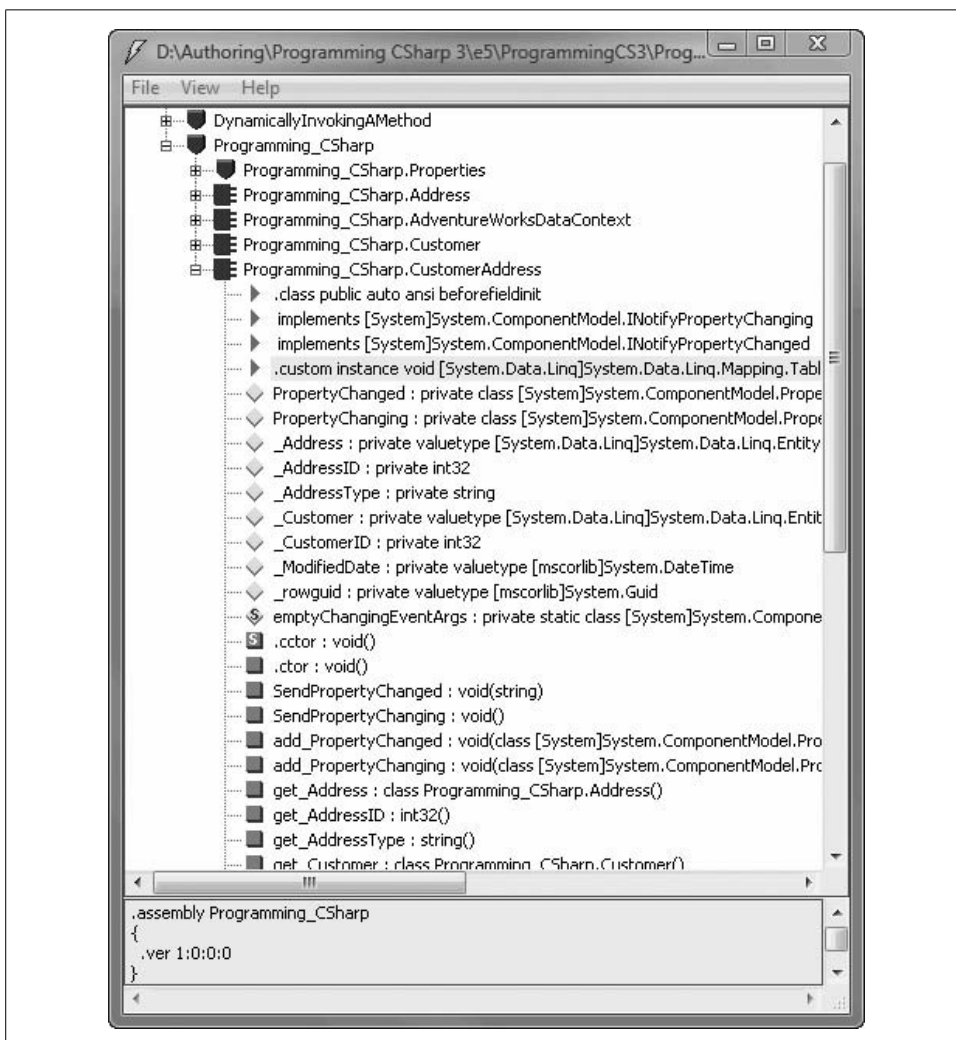 D:\Authoring\Programming CSharp 3\e5\ProgrammingCS3\Prog...
File View Help
DynamicallyInvokingAMethod
Programming_CSharp
Programming_CSharp.Properties
Programming_CSharp.Address
Programming_CSharp.AdventureWorksDataContext
Programming_CSharp.Customer
Programming_CSharp.CustomerAddress
.class public auto ansi beforefieldinit
implements [System]System.ComponentModel.INotifyPropertyChanging
implements [System]System.ComponentModel.INotifyPropertyChanged
.custom instance void [System.Data.Linq]System.Data.Linq.Mapping.Tabl
PropertyChanged : private class [System]System.ComponentModel.Prope
PropertyChanging : private class [System]System.ComponentModel.Prope
_Address : private valuetype [System.Data.Linq]System.Data.Linq.Entity
_AddressID : private int32
_AddressType : private string
_Customer : private valuetype [System.Data.Linq]System.Data.Linq.Entit
_CustomerID : private int32
_ModifiedDate : private valuetype [mscorlib]System.DateTime
_rowguid : private valuetype [mscorlib]System.Guid
emptyChangingEventArgs : private static class [System]System.Compone
.cctor : void()
.ctor : void()
SendPropertyChanged : void(string)
SendPropertyChanging : void()
add_PropertyChanged : void(class [System]System.ComponentModel.Pro
add_PropertyChanging : void(class [System]System.ComponentModel.Pro
get_Address : class Programming_CSharp.Address()
get_AddressID : int32()
get_AddressType : string()
get_Customer : class Programming_CSharp.Customer()
.assembly Programming_CSharp
{
.ver 1:0:0:0
}